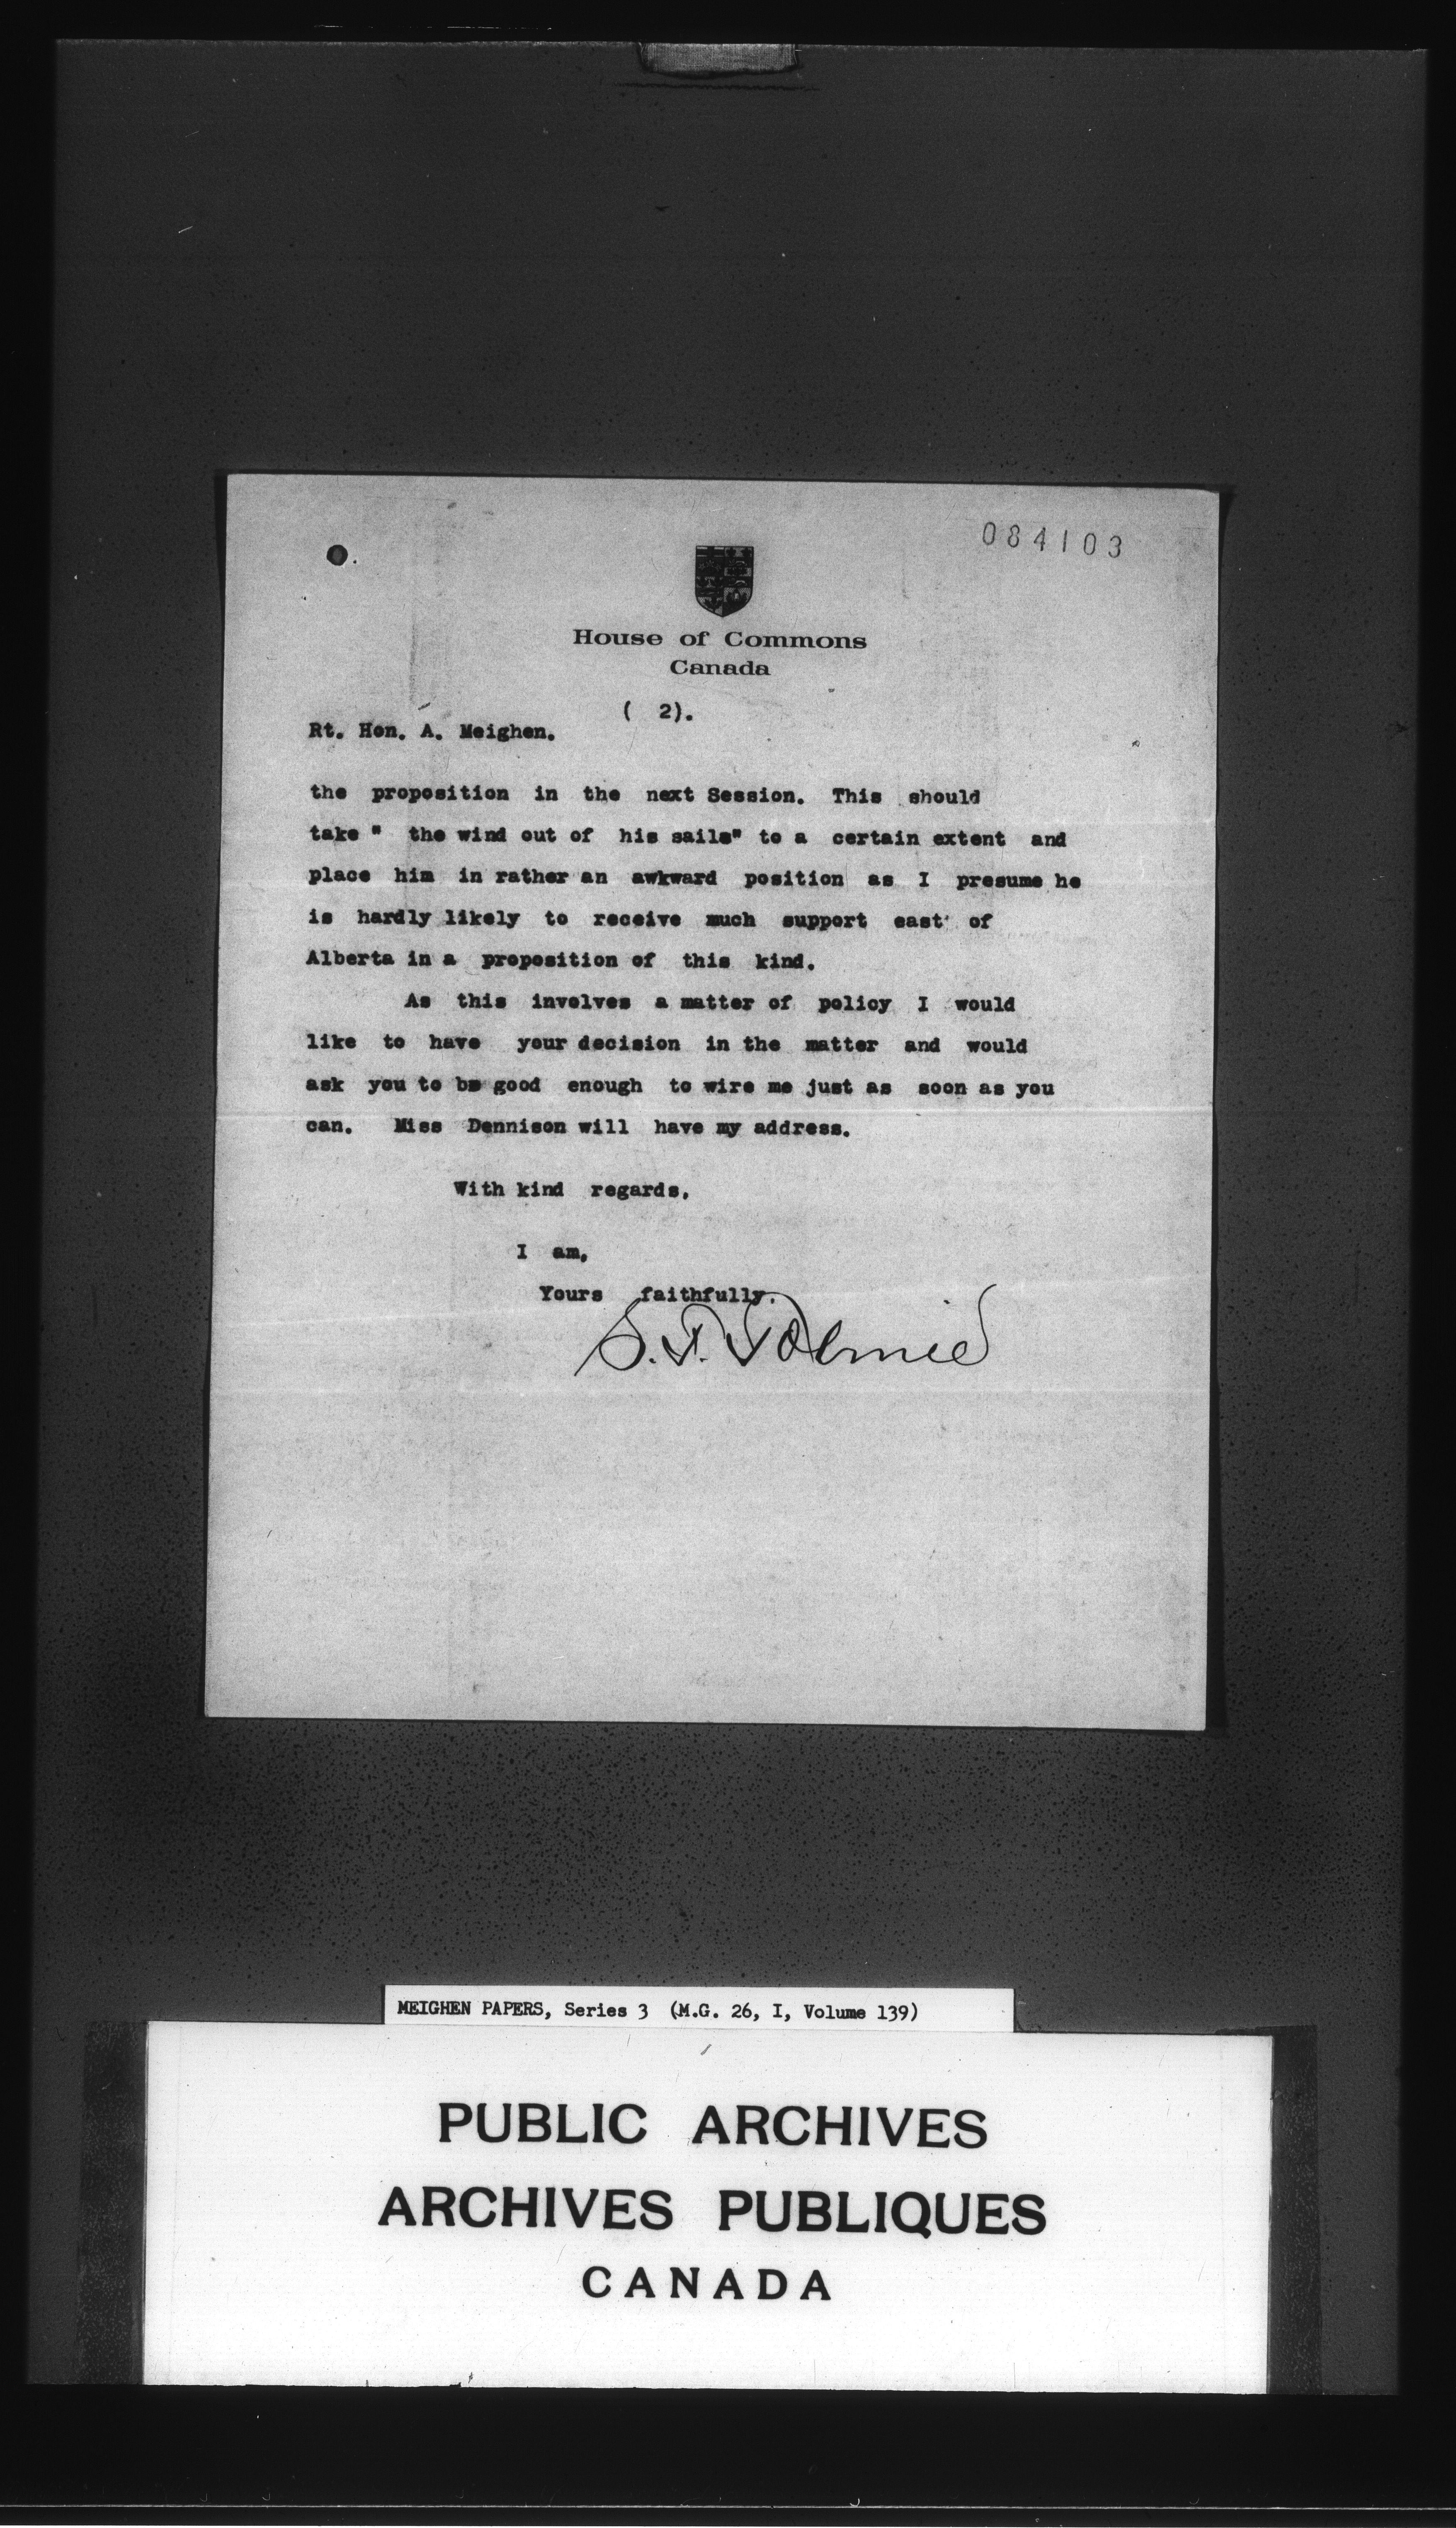 084103
House of Commons
Canada
( 2).
Rt. Hon. A. Meighen.
the proposition in the next Session. This should
take " the wind out of his sails" to a certain extent and
place him in rather an awkward position as I presume he
is hardly likely to receive much support east of
Alberta in a proposition of this kind.
As this involves a matter of policy I would
like to have your decision in the matter and would
ask you to be good enough to wire me just as soon as you
can. Miss Dennison will have my address.
With kind regards,
I am,
Yours faithfully,
S.F. Tolmie
MEIGHEN PAPERS, Series 3 (M.G. 26, I, Volume 139)
PUBLIC ARCHIVES
ARCHIVES PUBLIQUES
CANADA